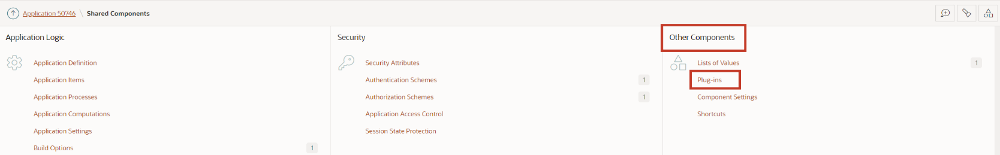 Application 50746 \ Shared Components
Application Logic
Application Definition
Application Items
Application Processes
Application Computations
Application Settings
Build Options 1
Security
Security Attributes
Authentication Schemes 1
Authorization Schemes 1
Application Access Control
Session State Protection
Other Components
Lists of Values 1
Plug-ins
Component Settings
Shortcuts